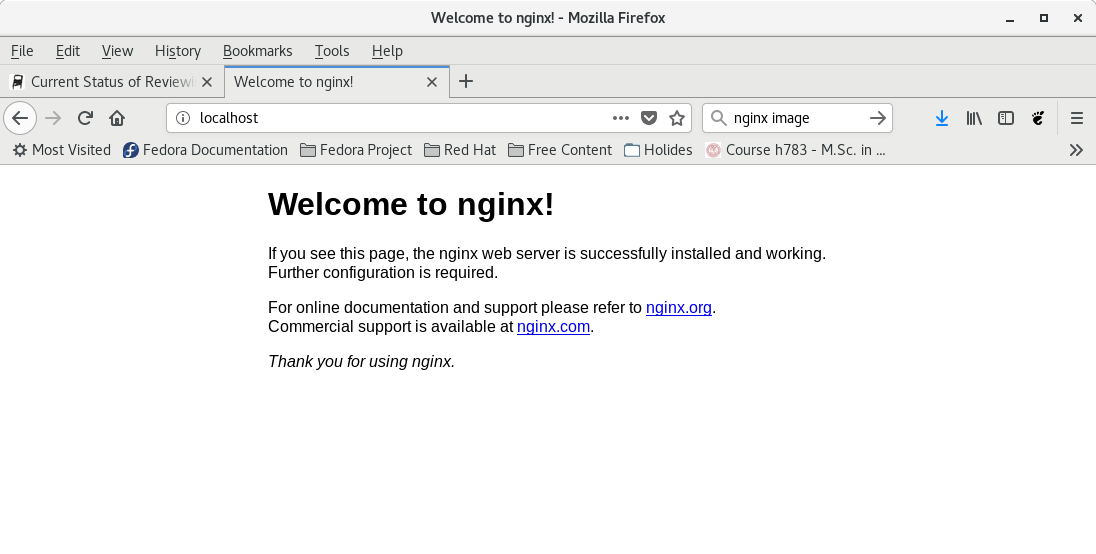 Welcome to nginx! - Mozilla Firefox
File Edit View History Bookmarks Tools Help
Current Status of Reviewi Welcome to nginx!
localhost nginx image
Most Visited Fedora Documentation Fedora Project Red Hat Free Content Holides Course h783 - M.Sc. in ...
Welcome to nginx!
If you see this page, the nginx web server is successfully installed and working.
Further configuration is required.
For online documentation and support please refer to nginx.org.
Commercial support is available at nginx.com.
Thank you for using nginx.